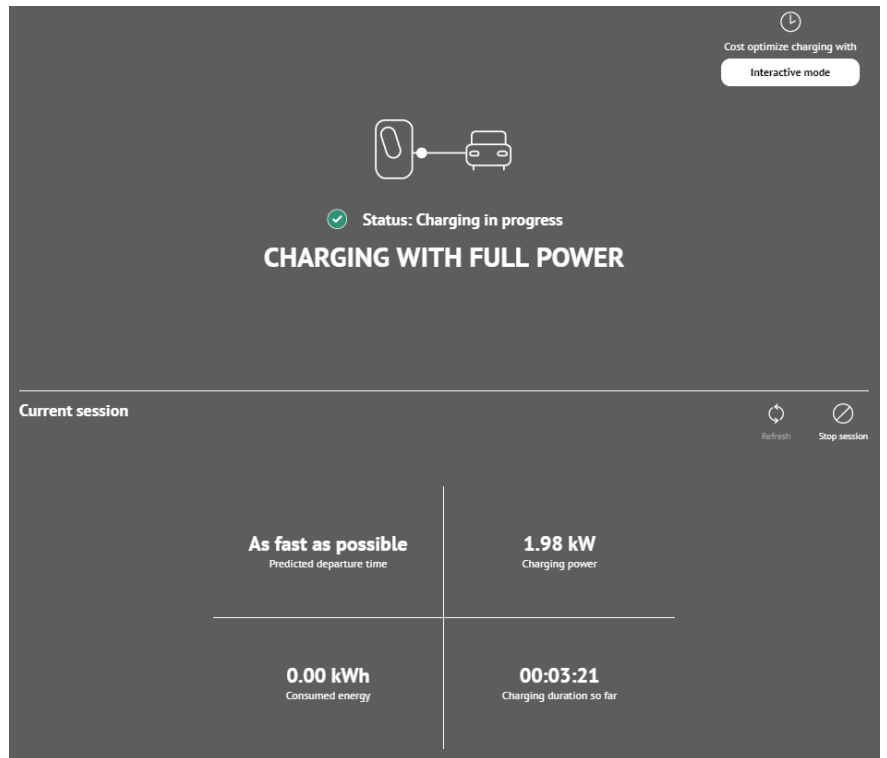 Cost optimize charging with
Interactive mode
Status: Charging in progress
CHARGING WITH FULL POWER
Current session
Refresh
Stop session
As fast as possible
Predicted departure time
1.98 kW
Charging power
0.00 kWh
Consumed energy
00:03:21
Charging duration so far